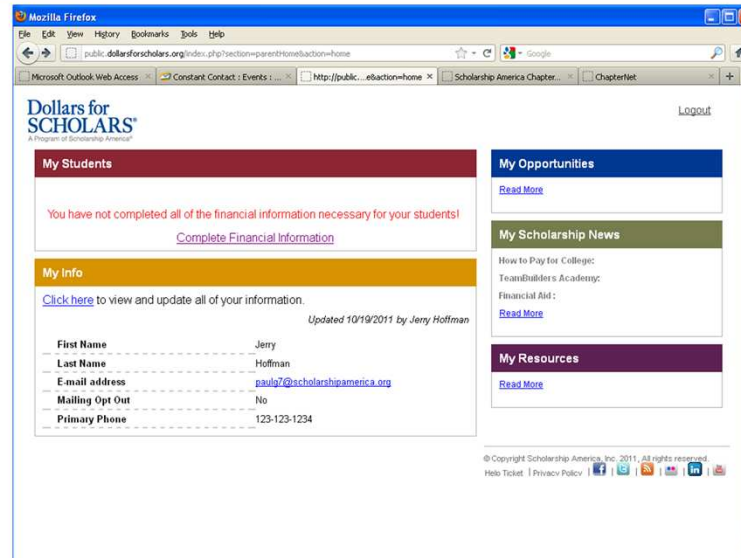 Mozilla Firefox
File Edit View History Bookmarks Tools Help
public.dollarsforscholars.org/index.php?section=parentHome&action=home
Google
Microsoft Outlook Web Access
Constant Contact : Events : ...
http://public....e&action=home
Scholarship America Chapter...
ChapterNet
Dollars for
SCHOLARS®
A Program of Scholarship America®
Logout
My Students
You have not completed all of the financial information necessary for your students!
Complete Financial Information
My Info
Click here to view and update all of your information.
Updated 10/19/2011 by Jerry Hoffman
First Name Jerry
Last Name Hoffman
E-mail address paulg7@scholarshipamerica.org
Mailing Opt Out No
Primary Phone 123-123-1234
My Opportunities
Read More
My Scholarship News
How to Pay for College:
TeamBuilders Academy:
Financial Aid :
Read More
My Resources
Read More
© Copyright Scholarship America, Inc. 2011, All rights reserved.
Help Ticket | Privacy Policy | | | | | |